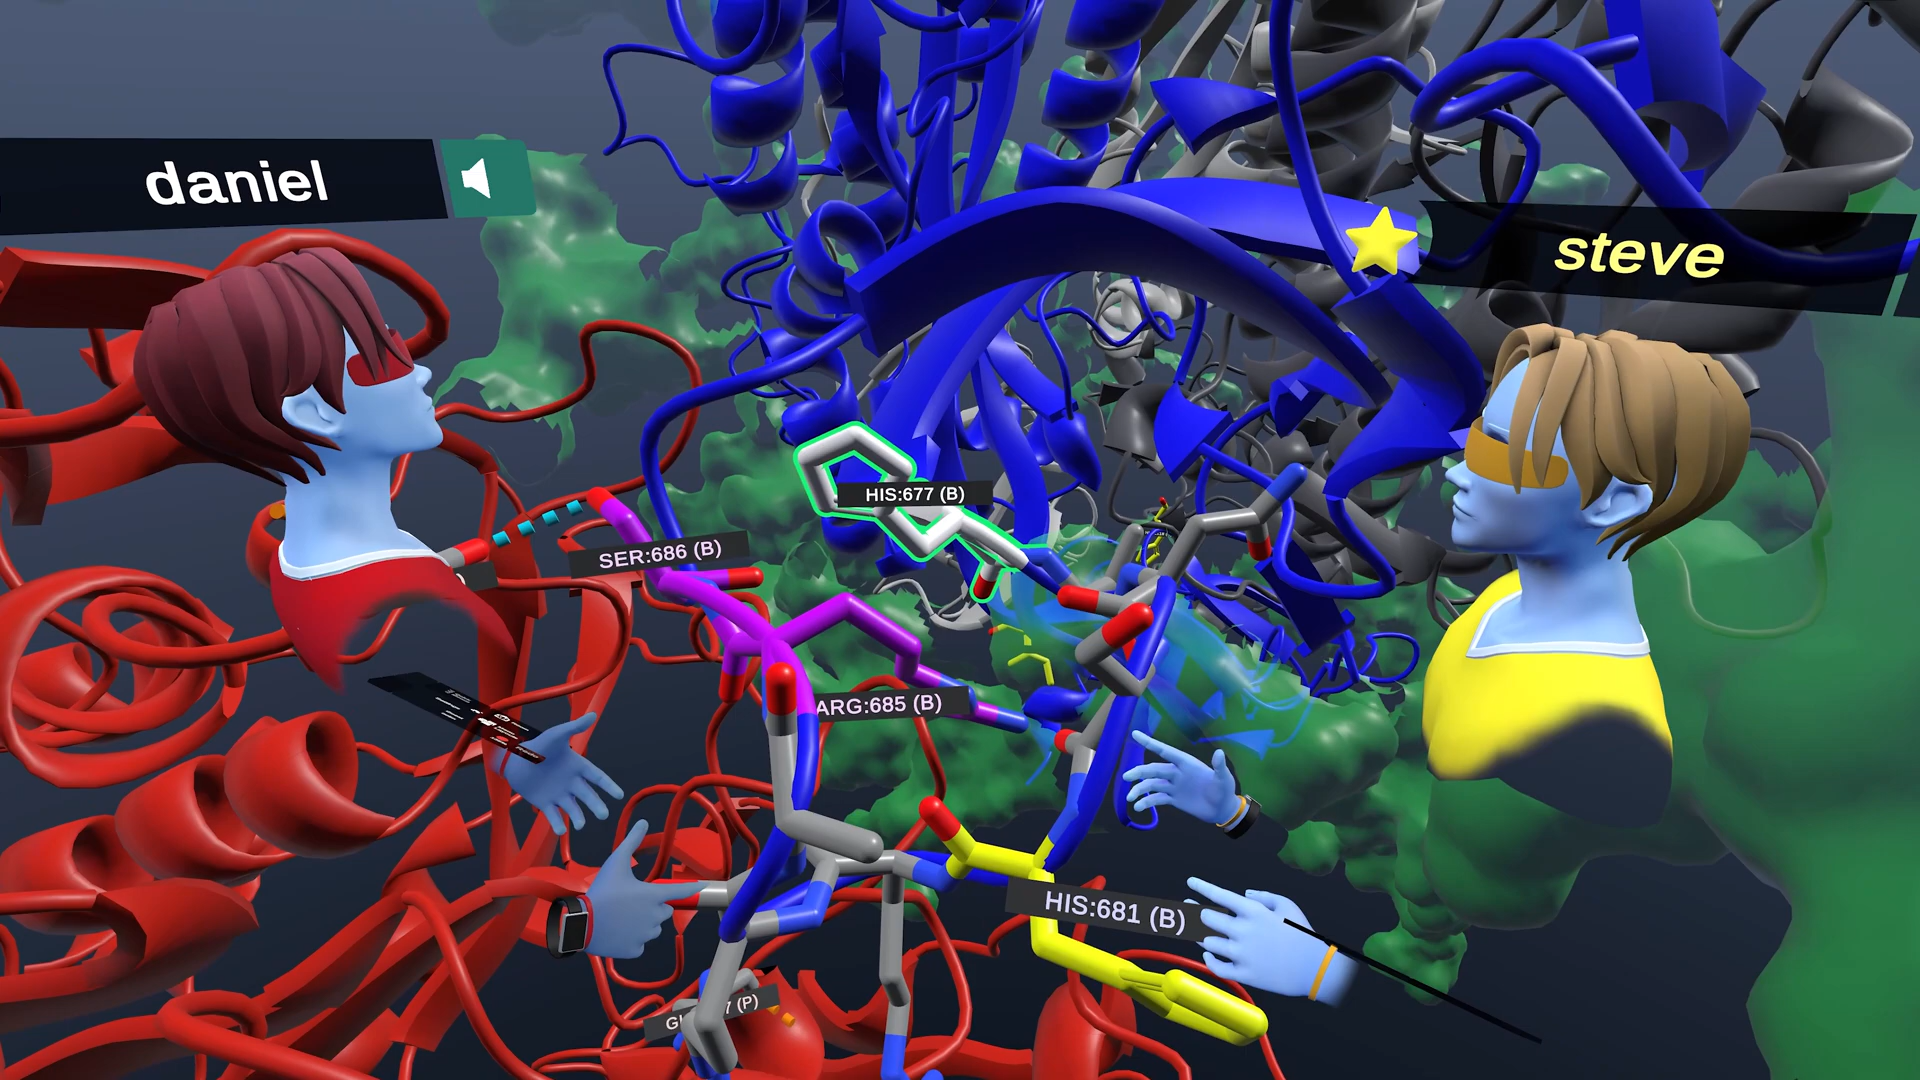 daniel
steve
HIS:677 (B)
SER:686 (B)
ARG:685 (B)
HIS:681 (B)
(P)